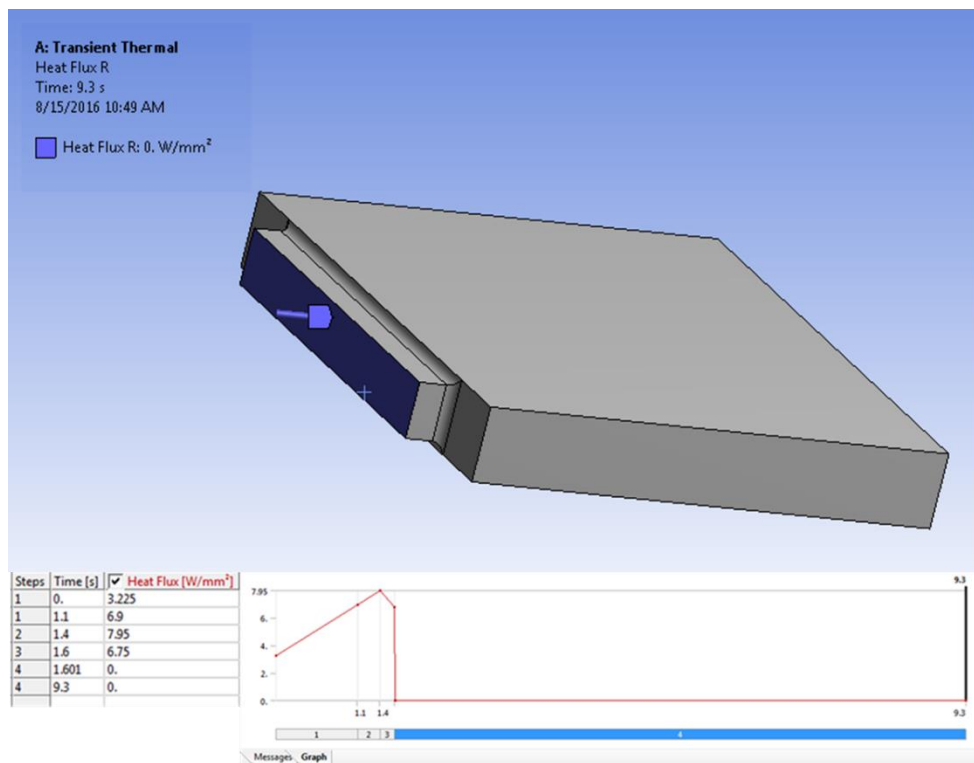 A: Transient Thermal
Heat Flux R
Time: 9.3 s
8/15/2016 10:49 AM
Heat Flux R: 0. W/mm²
Steps Time [s] Heat Flux [W/mm²]
1 0. 3.225
1 1.1 6.9
2 1.4 7.95
3 1.6 6.75
4 1.601 0.
4 9.3 0.
9.3
7.95
6.
4.
2.
0.
1.1 1.4 9.3
1 2 3 4
Messages Graph